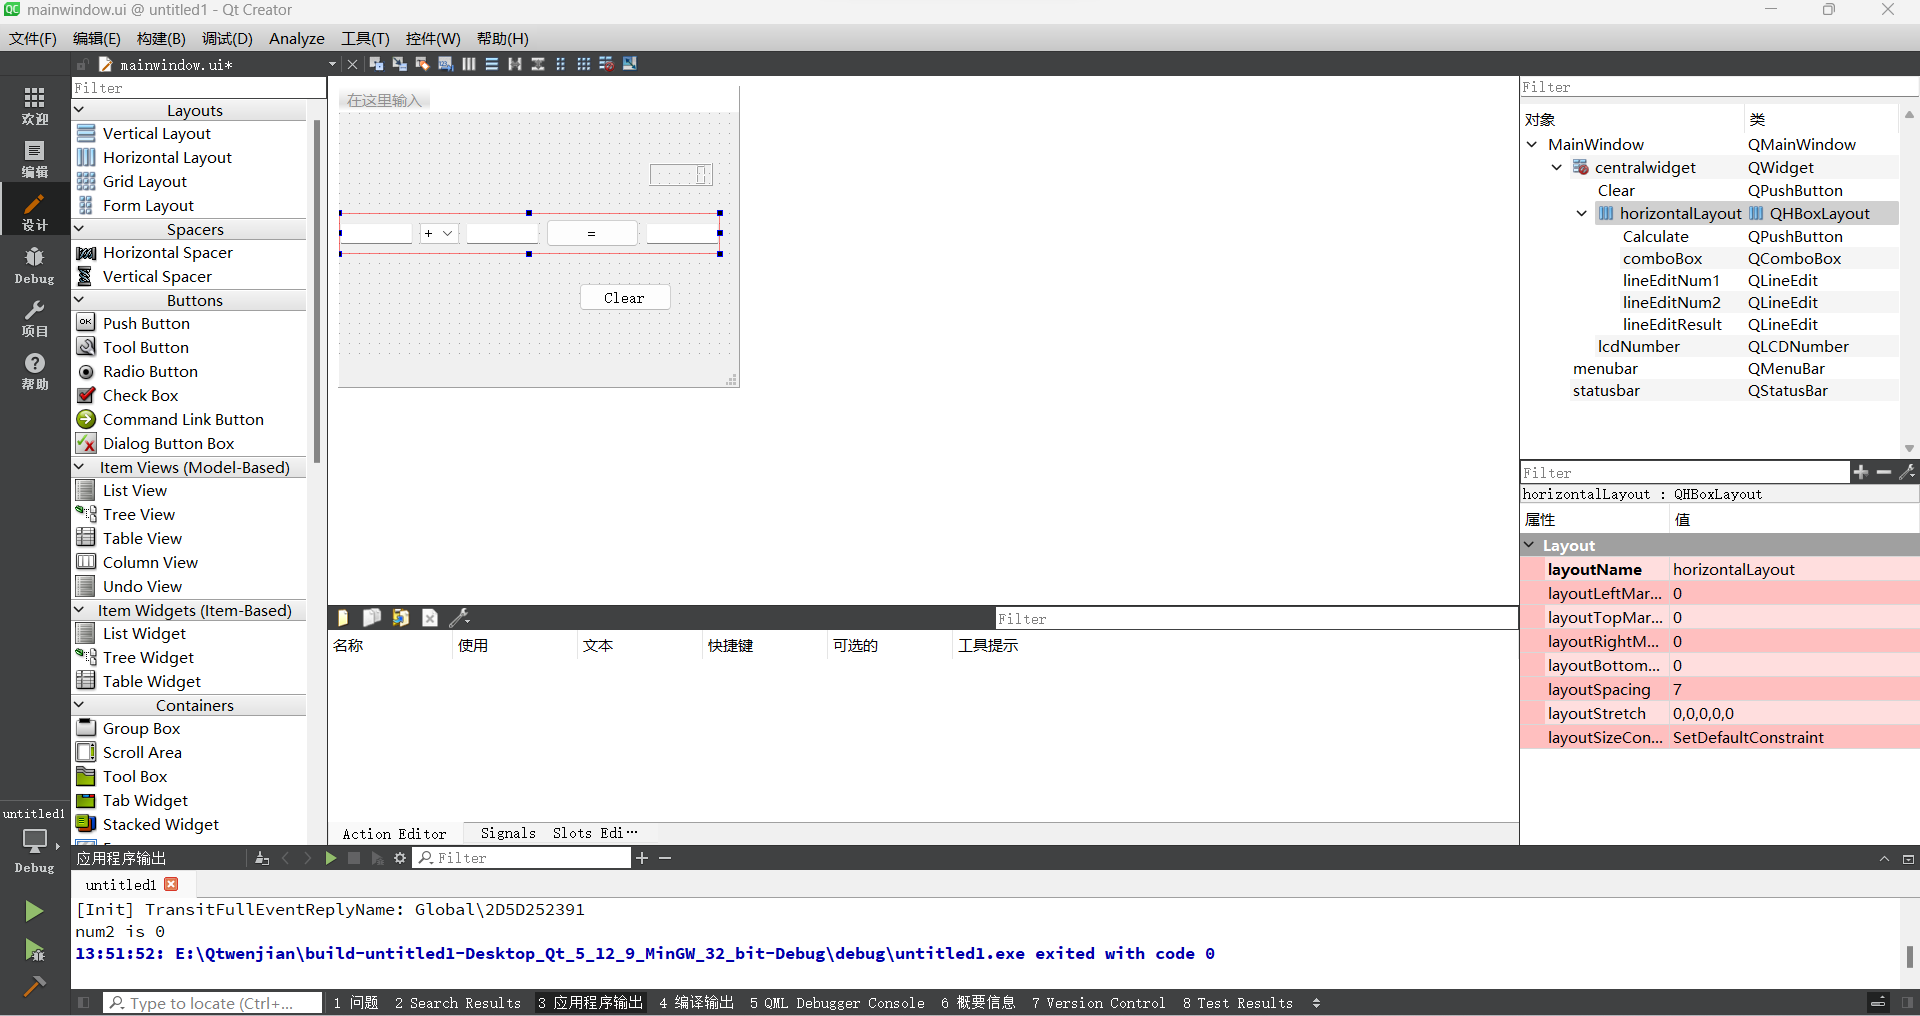 mainwindow.ui @ untitled1 - Qt Creator
文件(F) 编辑(E) 构建(B) 调试(D) Analyze 工具(T) 控件(W) 帮助(H)
mainwindow.ui*
欢迎
编辑
设计
Debug
项目
帮助
untitled1
Debug
Filter
Layouts
Vertical Layout
Horizontal Layout
Grid Layout
Form Layout
Spacers
Horizontal Spacer
Vertical Spacer
Buttons
Push Button
Tool Button
Radio Button
Check Box
Command Link Button
Dialog Button Box
Item Views (Model-Based)
List View
Tree View
Table View
Column View
Undo View
Item Widgets (Item-Based)
List Widget
Tree Widget
Table Widget
Containers
Group Box
Scroll Area
Tool Box
Tab Widget
Stacked Widget
在这里输入
0
+ =
Clear
Filter
名称 使用 文本 快捷键 可选的 工具提示
Action Editor Signals Slots Edi…
Filter
对象 类
MainWindow QMainWindow
centralwidget QWidget
Clear QPushButton
horizontalLayout QHBoxLayout
Calculate QPushButton
comboBox QComboBox
lineEditNum1 QLineEdit
lineEditNum2 QLineEdit
lineEditResult QLineEdit
lcdNumber QLCDNumber
menubar QMenuBar
statusbar QStatusBar
Filter
horizontalLayout : QHBoxLayout
属性 值
Layout
layoutName horizontalLayout
layoutLeftMar... 0
layoutTopMar... 0
layoutRightM... 0
layoutBottom... 0
layoutSpacing 7
layoutStretch 0,0,0,0,0
layoutSizeCon... SetDefaultConstraint
应用程序输出 Filter
untitled1
[Init] TransitFullEventReplyName: Global\2D5D252391
num2 is 0
13:51:52: E:\Qtwenjian\build-untitled1-Desktop_Qt_5_12_9_MinGW_32_bit-Debug\debug\untitled1.exe exited with code 0
Type to locate (Ctrl+... 1 问题 2 Search Results 3 应用程序输出 4 编译输出 5 QML Debugger Console 6 概要信息 7 Version Control 8 Test Results